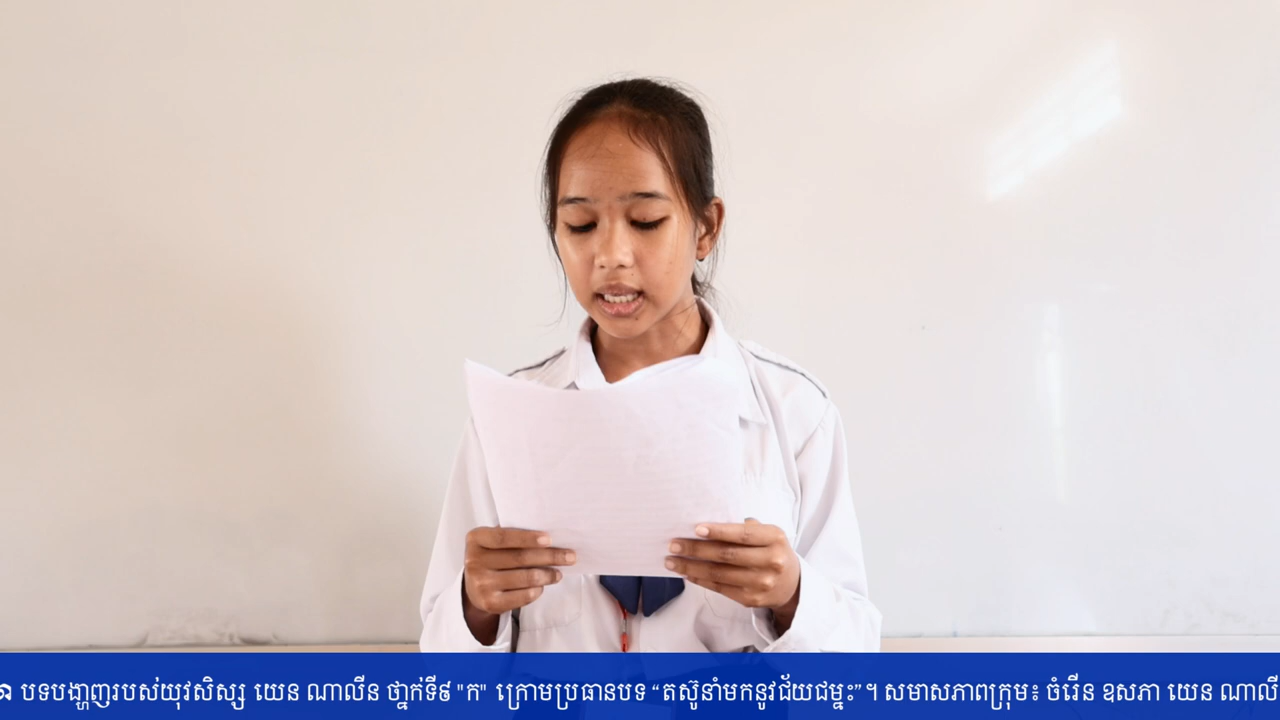 បទបង្ហាញរបស់យុវសិស្ស យេន ណាលីន ថ្នាក់ទី៩ "ក" ក្រោមប្រធានបទ “តស៊ូនាំមកនូវជ័យជម្នះ”។ សមាសភាពក្រុម៖ ចំរើន ឧសភា យេន